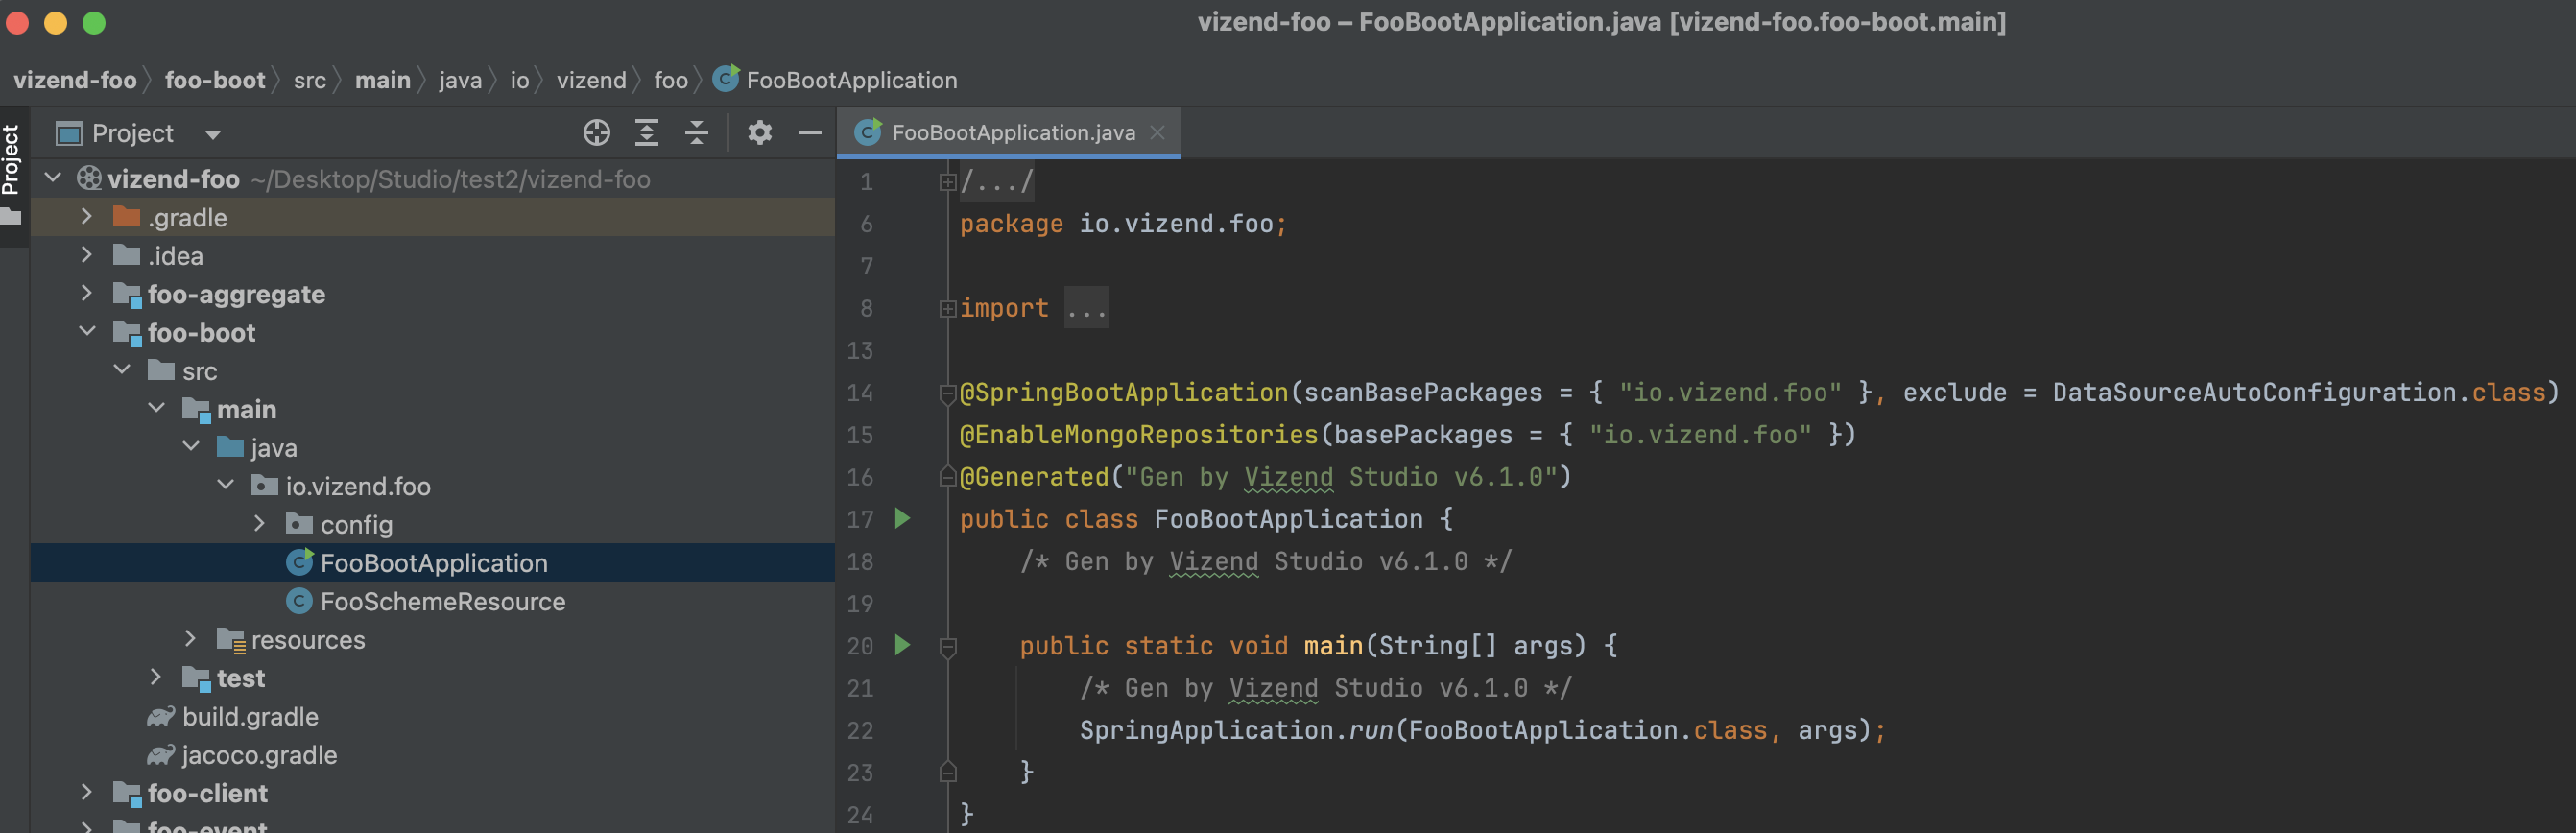 vizend-foo – FooBootApplication.java [vizend-foo.foo-boot.main]
vizend-foo foo-boot src main java io vizend foo FooBootApplication
Project
Project
FooBootApplication.java
vizend-foo ~/Desktop/Studio/test2/vizend-foo
.gradle
.idea
foo-aggregate
foo-boot
src
main
java
io.vizend.foo
config
FooBootApplication
FooSchemeResource
resources
test
build.gradle
jacoco.gradle
foo-client
foo-event
1 /.../
6 package io.vizend.foo;
7
8 import ...
13
14 @SpringBootApplication(scanBasePackages = { "io.vizend.foo" }, exclude = DataSourceAutoConfiguration.class)
15 @EnableMongoRepositories(basePackages = { "io.vizend.foo" })
16 @Generated("Gen by Vizend Studio v6.1.0")
17 public class FooBootApplication {
18 /* Gen by Vizend Studio v6.1.0 */
19
20 public static void main(String[] args) {
21 /* Gen by Vizend Studio v6.1.0 */
22 SpringApplication.run(FooBootApplication.class, args);
23 }
24 }